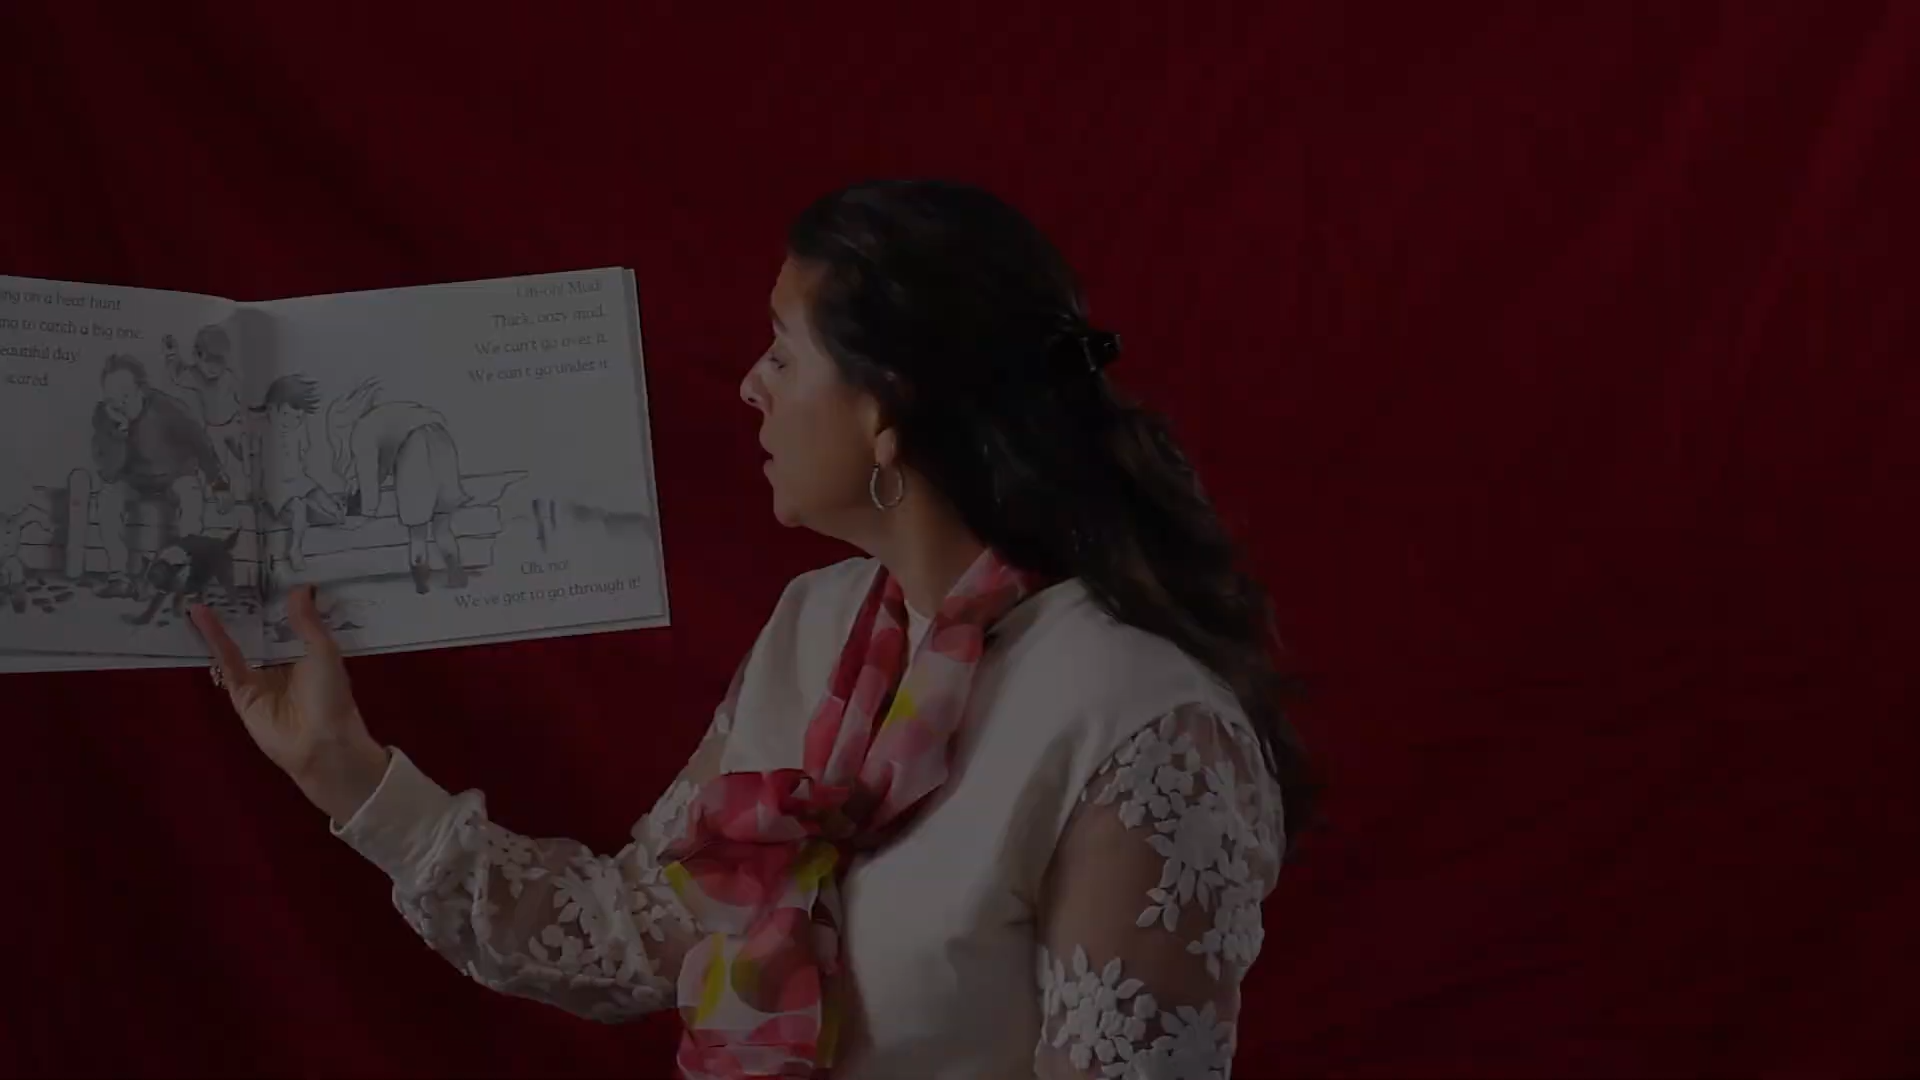 ing on a bear hunt.
ing to catch a big one.
eautiful day!
scared.
Uh-oh! Mud!
Thick, oozy mud.
We can't go over it.
We can't go under it.
Oh, no!
We've got to go through it!